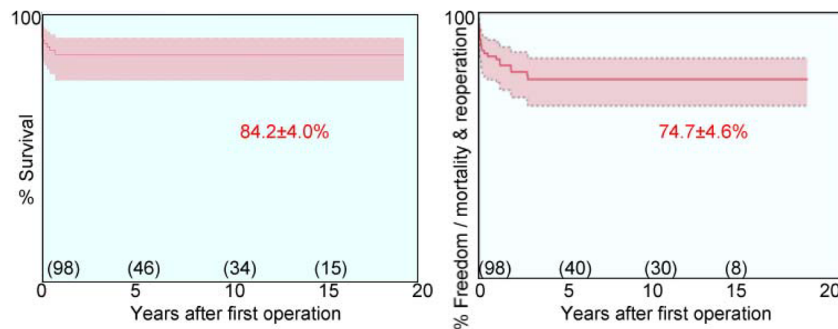 100
% Survival
84.2±4.0%
(98) (46) (34) (15)
0 5 10 15 20
Years after first operation
100
% Freedom / mortality & reoperation
74.7±4.6%
(98) (40) (30) (8)
0 5 10 15 20
Years after first operation